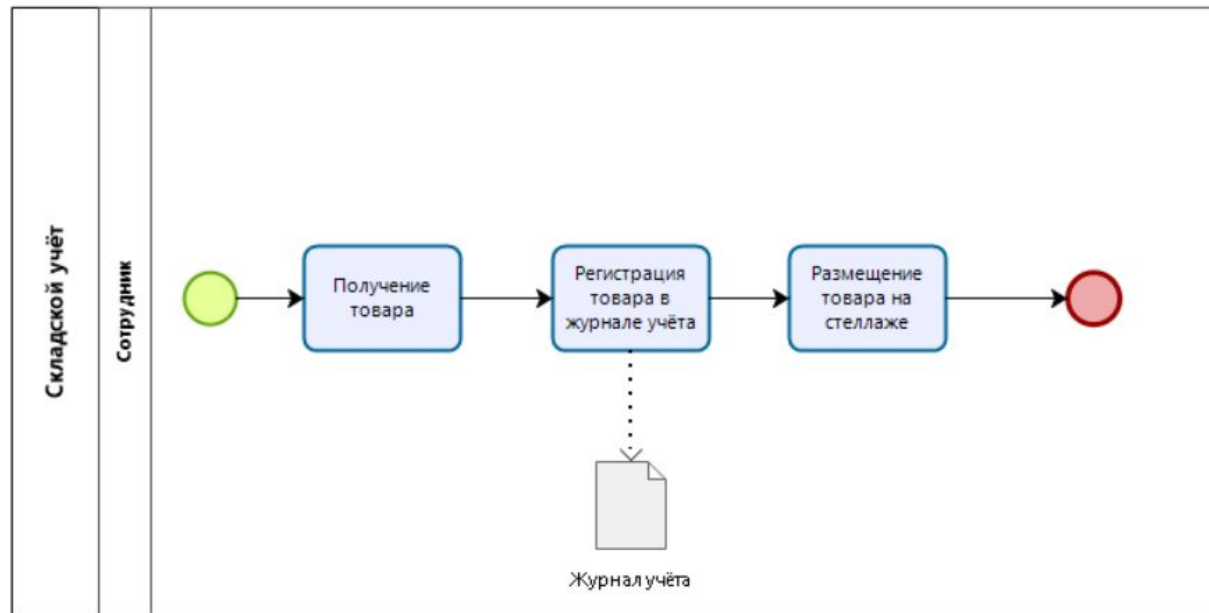 Складской учёт
Сотрудник
Получение
товара
Регистрация
товара в
журнале учёта
Размещение
товара на
стеллаже
Журнал учёта